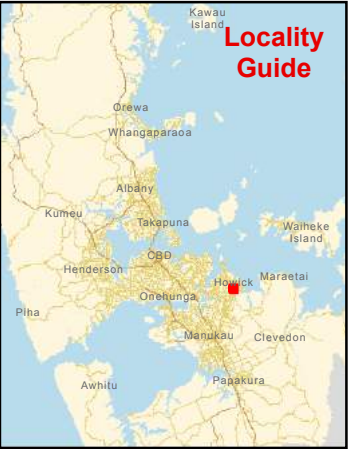 Kawau
Island
Locality
Guide
Orewa
Whangaparaoa
Albany
Kumeu
Takapuna
Waiheke
Island
CBD
Henderson
Howick
Maraetai
Onehunga
Piha
Manukau
Clevedon
Papakura
Awhitu